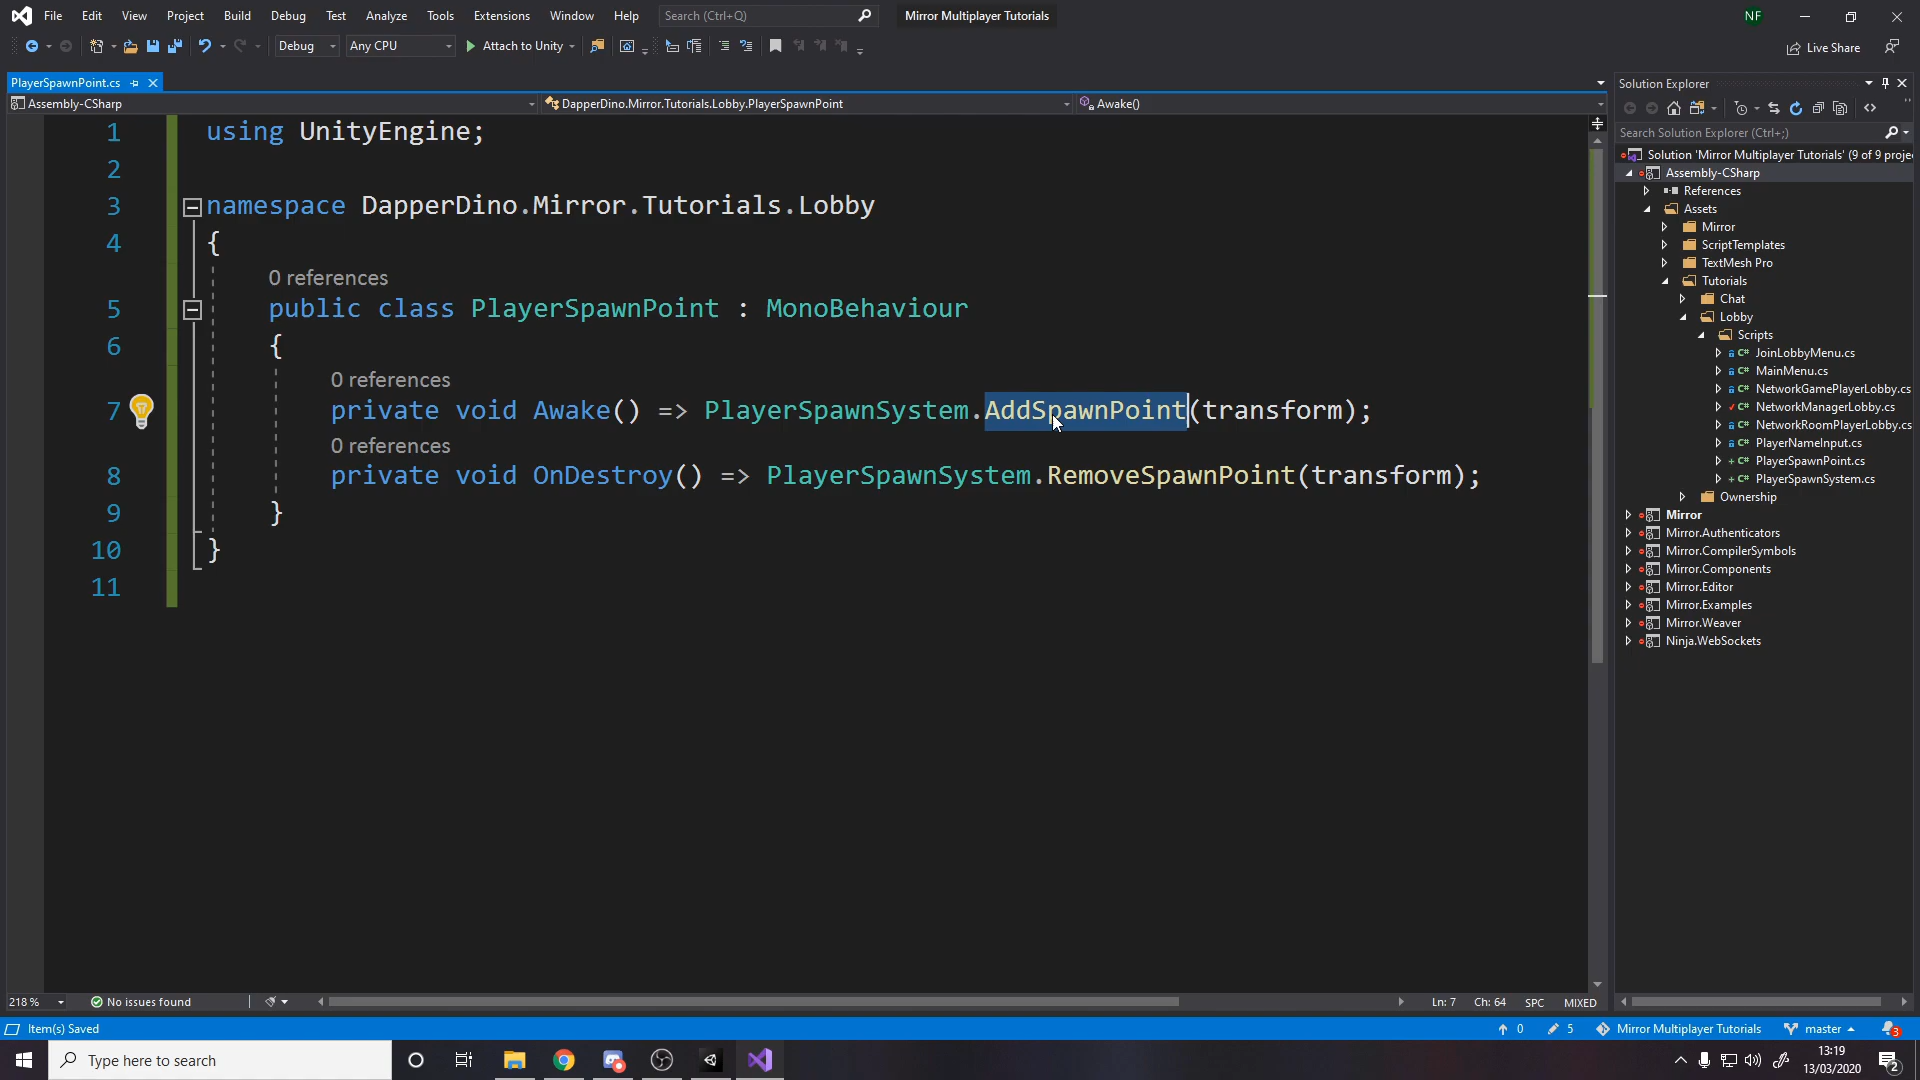 File Edit View Project Build Debug Test Analyze Tools Extensions Window Help Search (Ctrl+Q) Mirror Multiplayer Tutorials NF
Debug Any CPU Attach to Unity Live Share
PlayerSpawnPoint.cs
Assembly-CSharp DapperDino.Mirror.Tutorials.Lobby.PlayerSpawnPoint Awake()
1 using UnityEngine;
2
3 namespace DapperDino.Mirror.Tutorials.Lobby
4 {
0 references
5 public class PlayerSpawnPoint : MonoBehaviour
6 {
0 references
7 private void Awake() => PlayerSpawnSystem.AddSpawnPoint(transform);
0 references
8 private void OnDestroy() => PlayerSpawnSystem.RemoveSpawnPoint(transform);
9 }
10 }
11
Solution Explorer
Search Solution Explorer (Ctrl+;)
Solution 'Mirror Multiplayer Tutorials' (9 of 9 proje
Assembly-CSharp
References
Assets
Mirror
ScriptTemplates
TextMesh Pro
Tutorials
Chat
Lobby
Scripts
C# JoinLobbyMenu.cs
C# MainMenu.cs
C# NetworkGamePlayerLobby.cs
C# NetworkManagerLobby.cs
C# NetworkRoomPlayerLobby.cs
C# PlayerNameInput.cs
C# PlayerSpawnPoint.cs
C# PlayerSpawnSystem.cs
Ownership
Mirror
Mirror.Authenticators
Mirror.CompilerSymbols
Mirror.Components
Mirror.Editor
Mirror.Examples
Mirror.Weaver
Ninja.WebSockets
218 % No issues found Ln: 7 Ch: 64 SPC MIXED
Item(s) Saved 0 5 Mirror Multiplayer Tutorials master 3
Type here to search 13:19
13/03/2020 2